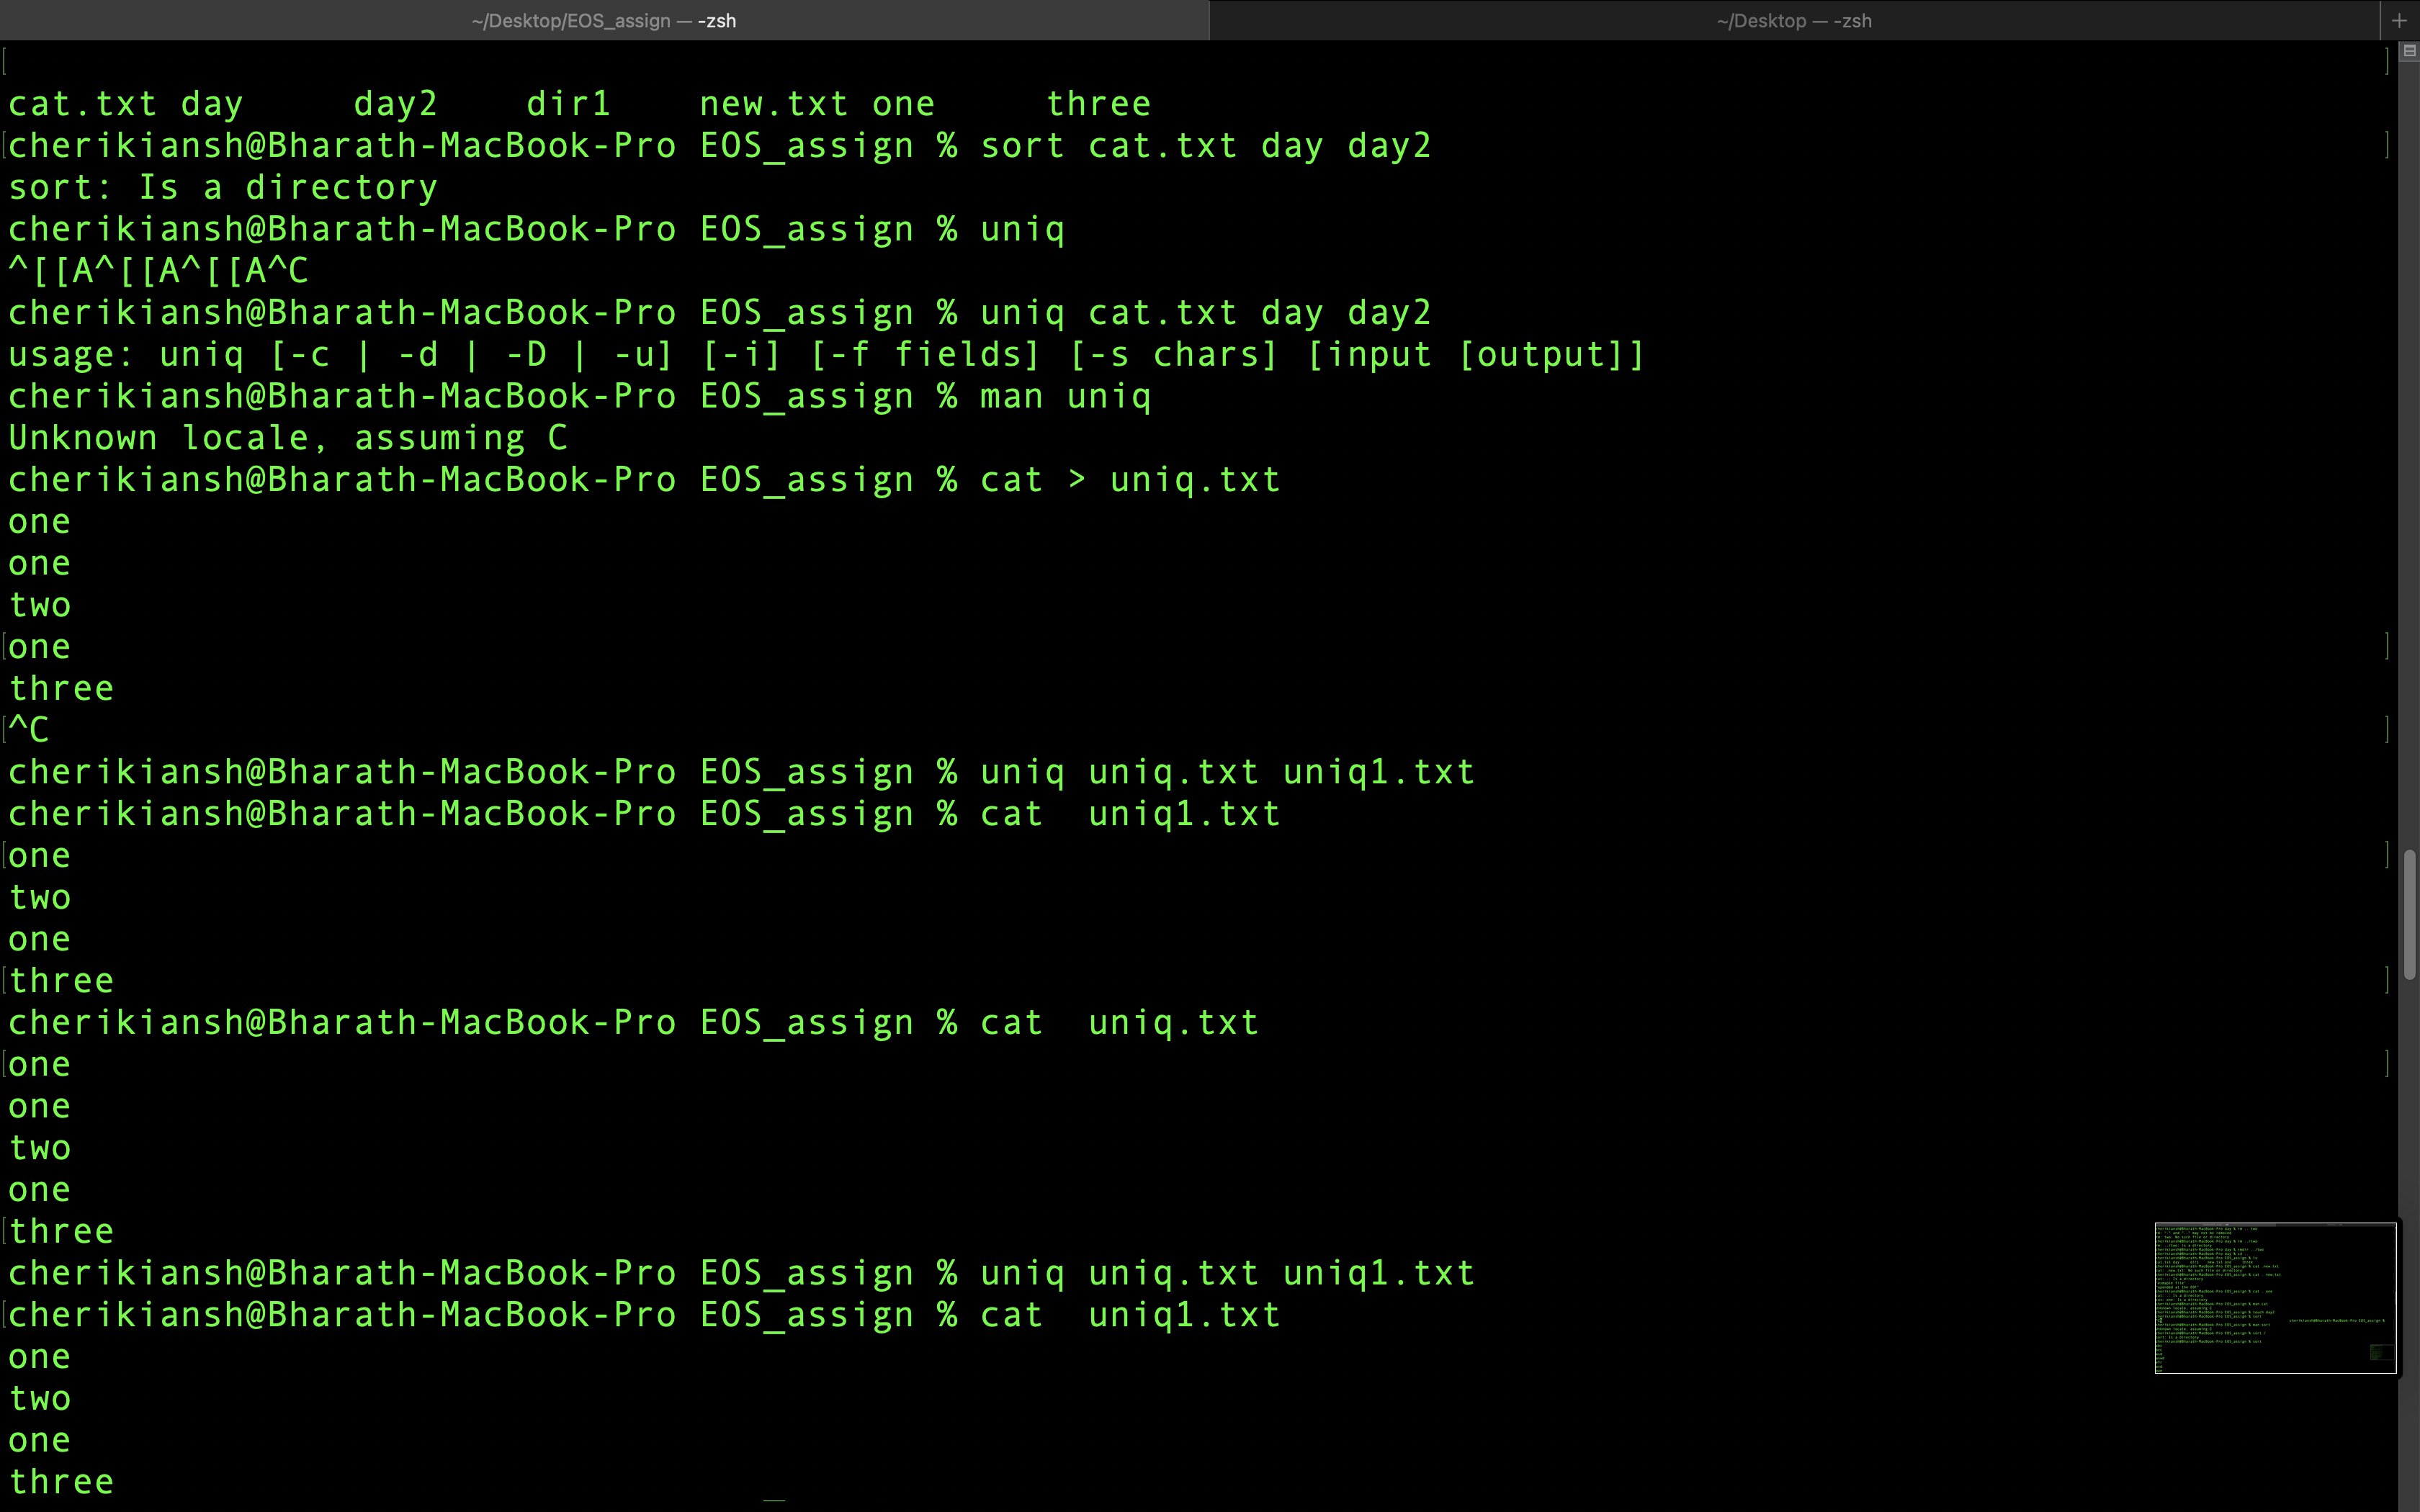 ~/Desktop/EOS_assign — -zsh
~/Desktop — -zsh
cat.txt day day2 dir1 new.txt one three
cherikiansh@Bharath-MacBook-Pro EOS_assign % sort cat.txt day day2
sort: Is a directory
cherikiansh@Bharath-MacBook-Pro EOS_assign % uniq
^[[A^[[A^[[A^C
cherikiansh@Bharath-MacBook-Pro EOS_assign % uniq cat.txt day day2
usage: uniq [-c | -d | -D | -u] [-i] [-f fields] [-s chars] [input [output]]
cherikiansh@Bharath-MacBook-Pro EOS_assign % man uniq
Unknown locale, assuming C
cherikiansh@Bharath-MacBook-Pro EOS_assign % cat > uniq.txt
one
one
two
one
three
^C
cherikiansh@Bharath-MacBook-Pro EOS_assign % uniq uniq.txt uniq1.txt
cherikiansh@Bharath-MacBook-Pro EOS_assign % cat  uniq1.txt
one
two
one
three
cherikiansh@Bharath-MacBook-Pro EOS_assign % cat  uniq.txt
one
one
two
one
three
cherikiansh@Bharath-MacBook-Pro EOS_assign % uniq uniq.txt uniq1.txt
cherikiansh@Bharath-MacBook-Pro EOS_assign % cat  uniq1.txt
one
two
one
three